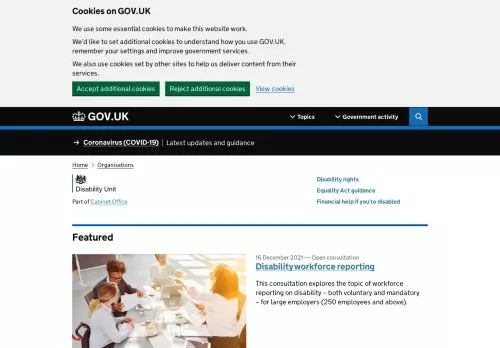 Cookies on GOV.UK
We use some essential cookies to make this website work.
We'd like to set additional cookies to understand how you use GOV.UK,
remember your settings and improve government services.
We also use cookies set by other sites to help us deliver content from their
services.
Accept additional cookies Reject additional cookies View cookies
GOV.UK Topics Government activity
→ Coronavirus (COVID-19) Latest updates and guidance
Home > Organisations
Disability Unit
Part of Cabinet Office
Disability rights
Equality Act guidance
Financial help if you're disabled
Featured
16 December 2021 — Open consultation
Disability workforce reporting
This consultation explores the topic of workforce
reporting on disability – both voluntary and mandatory
– for large employers (250 employees and above).